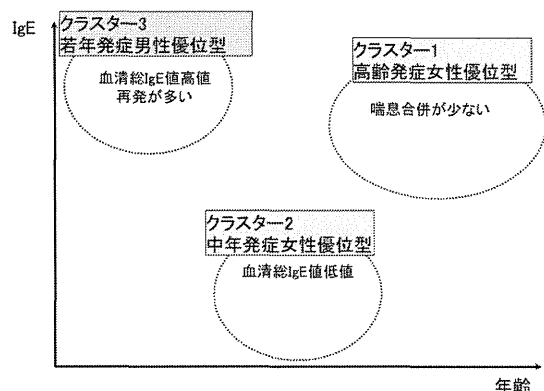 IgE
クラスター3
若年発症男性優位型
血清総IgE値高値
再発が多い
クラスター1
高齢発症女性優位型
喘息合併が少ない
クラスター2
中年発症女性優位型
血清総IgE値低値
年齢